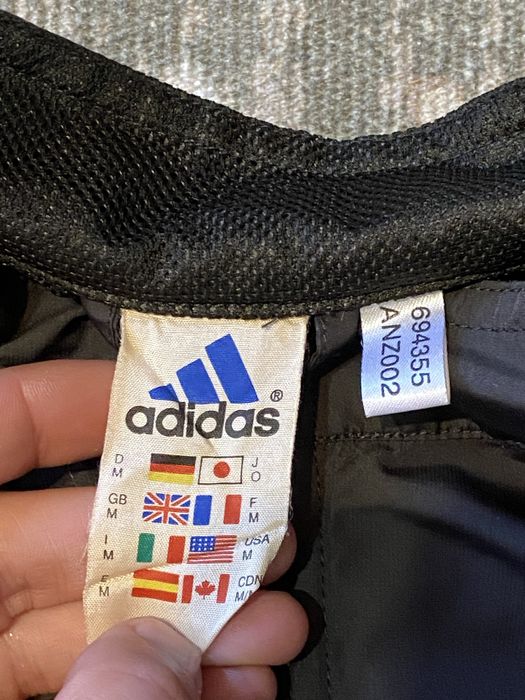 adidas®
D M J O
GB M F M
I M USA M
E M CDN
694355
ANZ002